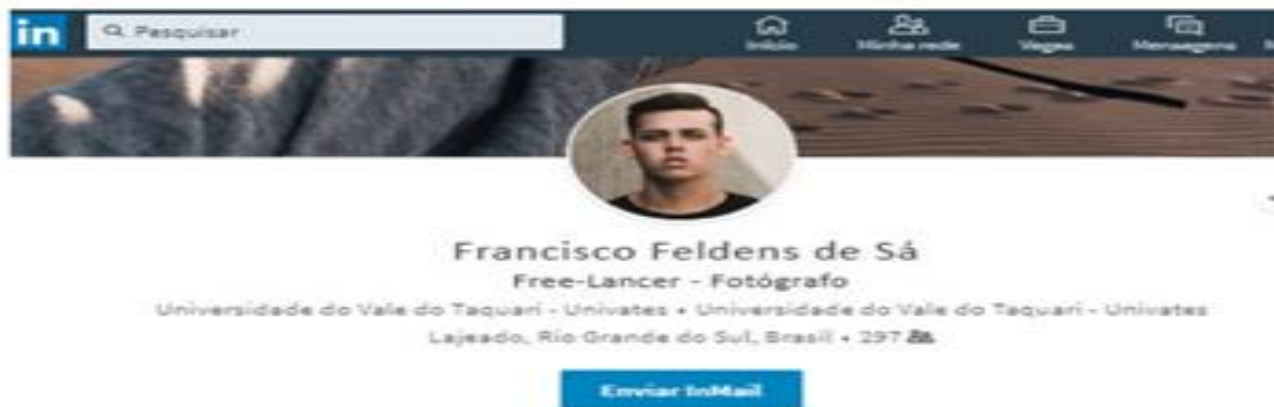 in Pesquisar
Início Minha rede Vagas Mensagens
Francisco Feldens de Sá
Free-Lancer - Fotógrafo
Universidade do Vale do Taquari - Univates • Universidade do Vale do Taquari - Univates
Lajeado, Rio Grande do Sul, Brasil • 297
Enviar InMail